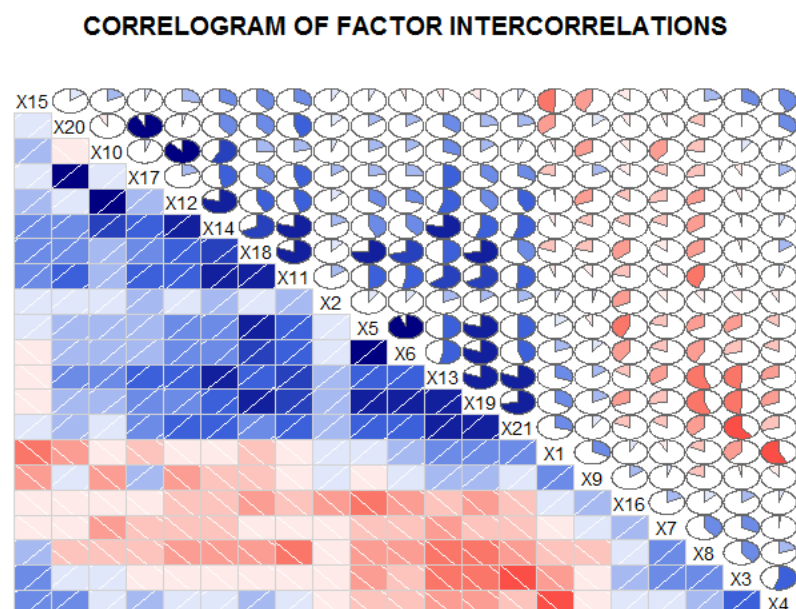 CORRELOGRAM OF FACTOR INTERCORRELATIONS
X15
X20
X10
X17
X12
X14
X18
X11
X2
X5
X6
X13
X19
X21
X1
X9
X16
X7
X8
X3
X4